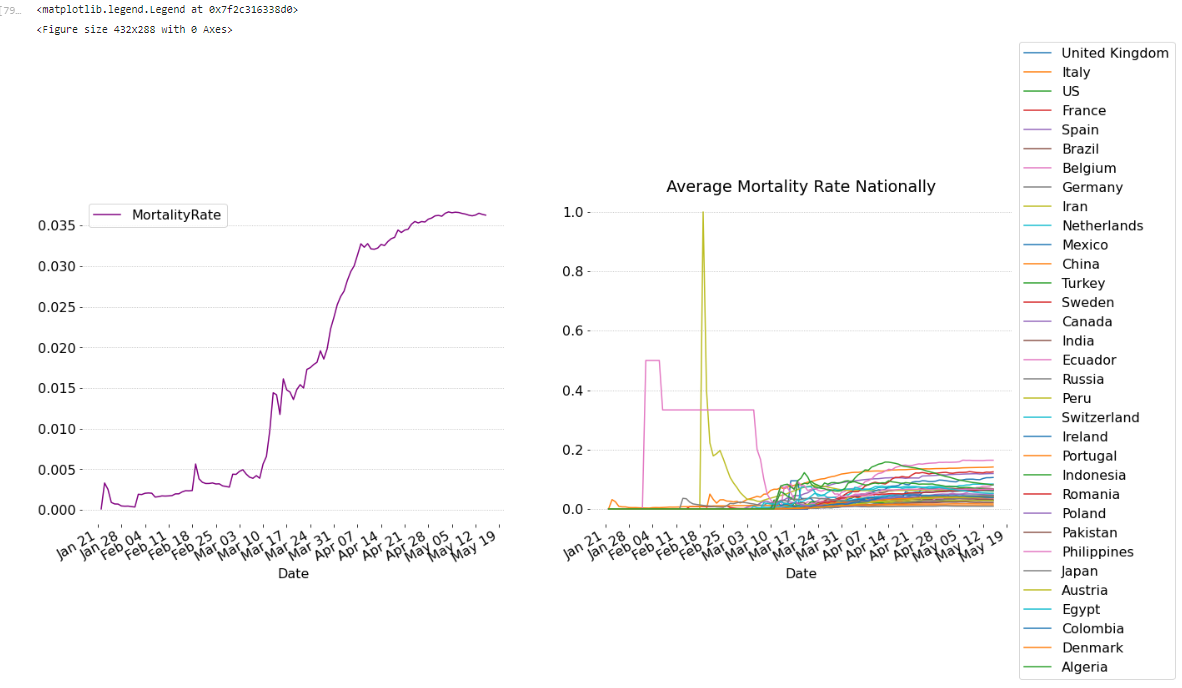 [79…
<matplotlib.legend.Legend at 0x7f2c316338d0>
<Figure size 432x288 with 0 Axes>
MortalityRate
0.035
0.030
0.025
0.020
0.015
0.010
0.005
0.000
Jan 21
Jan 28
Feb 04
Feb 11
Feb 18
Feb 25
Mar 03
Mar 10
Mar 17
Mar 24
Mar 31
Apr 07
Apr 14
Apr 21
Apr 28
May 05
May 12
May 19
Date
Average Mortality Rate Nationally
1.0
0.8
0.6
0.4
0.2
0.0
Jan 21
Jan 28
Feb 04
Feb 11
Feb 18
Feb 25
Mar 03
Mar 10
Mar 17
Mar 24
Mar 31
Apr 07
Apr 14
Apr 21
Apr 28
May 05
May 12
May 19
Date
United Kingdom
Italy
US
France
Spain
Brazil
Belgium
Germany
Iran
Netherlands
Mexico
China
Turkey
Sweden
Canada
India
Ecuador
Russia
Peru
Switzerland
Ireland
Portugal
Indonesia
Romania
Poland
Pakistan
Philippines
Japan
Austria
Egypt
Colombia
Denmark
Algeria